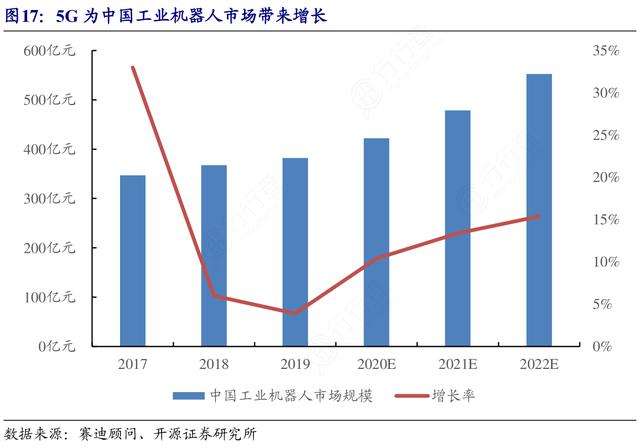 图17：5G 为中国工业机器人市场带来增长
600亿元
500亿元
400亿元
300亿元
200亿元
100亿元
0亿元
35%
30%
25%
20%
15%
10%
5%
0%
2017 2018 2019 2020E 2021E 2022E
中国工业机器人市场规模 增长率
数据来源：赛迪顾问、开源证券研究所